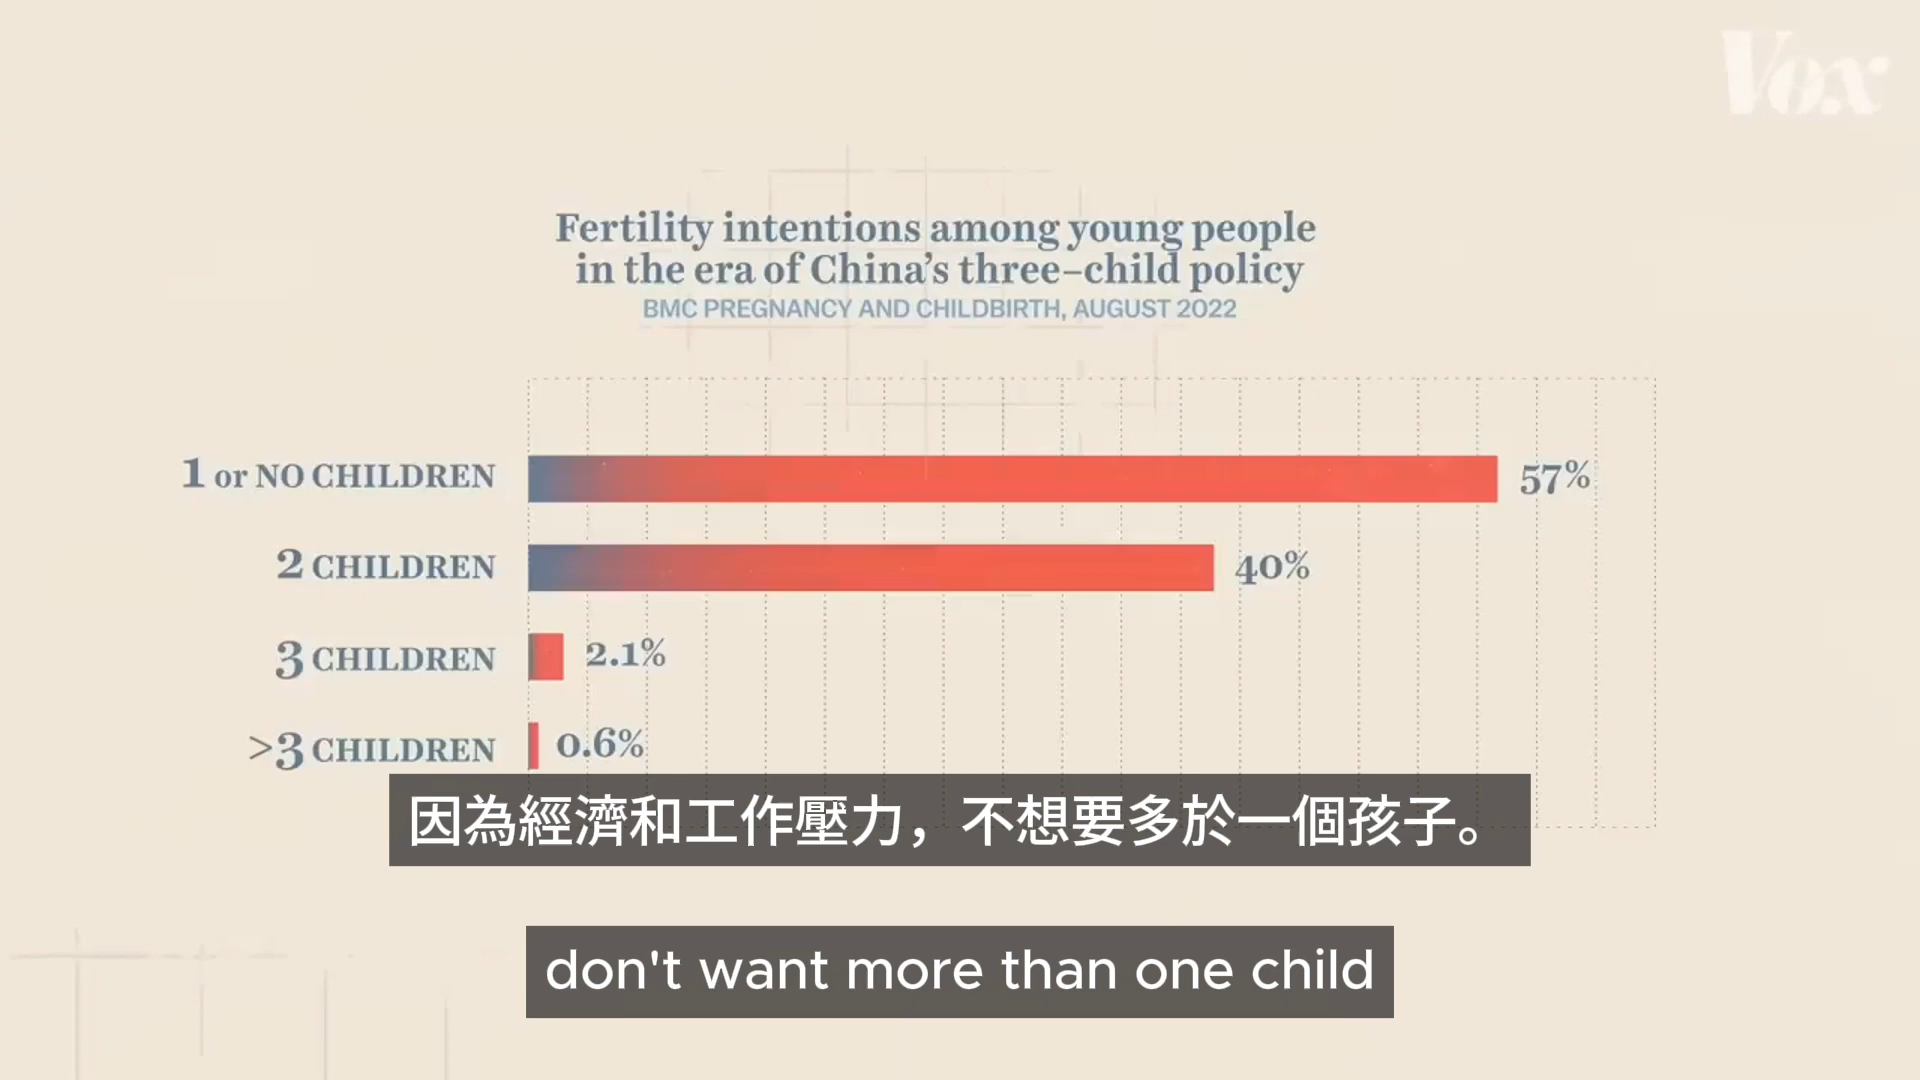 Vox
Fertility intentions among young people
in the era of China’s three-child policy
BMC PREGNANCY AND CHILDBIRTH, AUGUST 2022
1 or NO CHILDREN 57%
2 CHILDREN 40%
3 CHILDREN 2.1%
>3 CHILDREN 0.6%
因為經濟和工作壓力，不想要多於一個孩子。
don't want more than one child